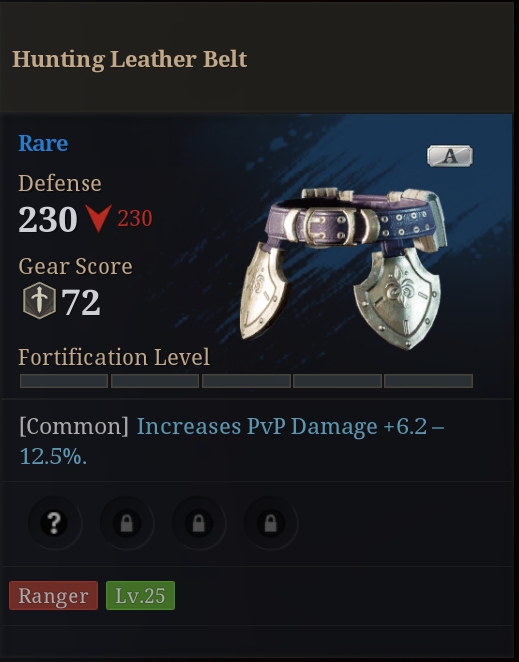 Hunting Leather Belt
Rare
A
Defense
230 230
Gear Score
72
Fortification Level
[Common] Increases PvP Damage +6.2 –
12.5%.
?
Ranger Lv.25